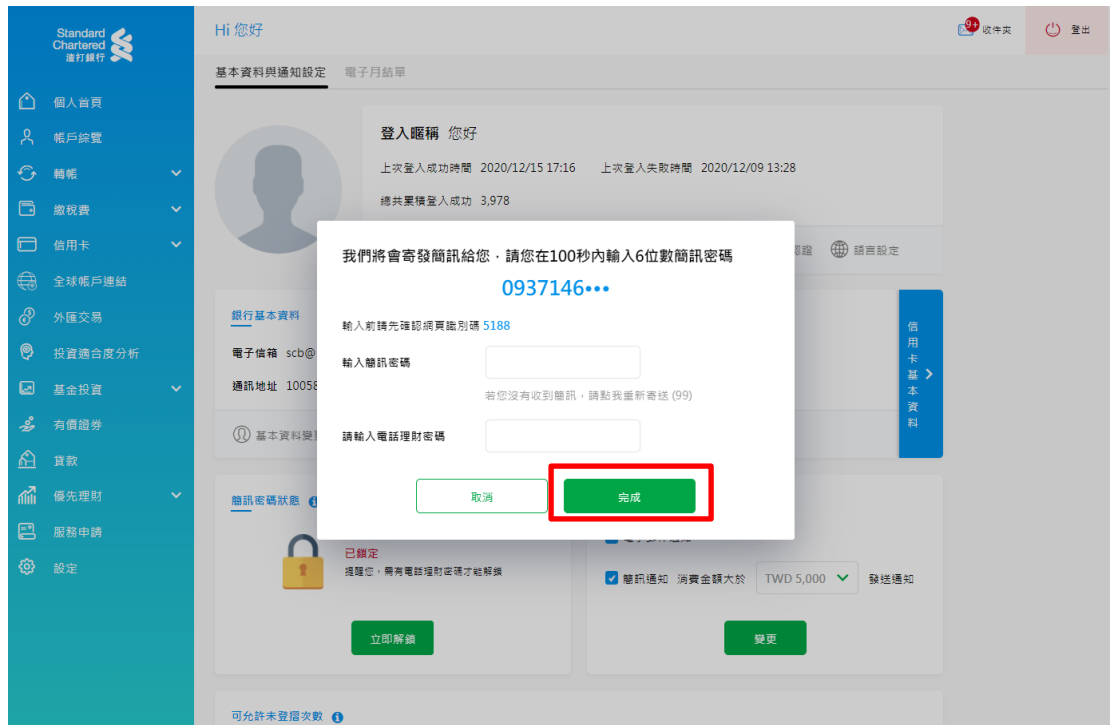 Standard
Chartered
渣打銀行
Hi 您好
9+
收件夾
登出
基本資料與通知設定 電子月結單
個人首頁
帳戶綜覽
轉帳
繳稅費
信用卡
全球帳戶連結
外匯交易
投資適合度分析
基金投資
有價證券
貸款
優先理財
服務申請
設定
登入暱稱 您好
上次登入成功時間 2020/12/15 17:16 上次登入失敗時間 2020/12/09 13:28
總共累積登入成功 3,978
語言設定
我們將會寄發簡訊給您,請您在100秒內輸入6位數簡訊密碼
0937146•••
輸入前請先確認網頁識別碼 5188
輸入簡訊密碼
若您沒有收到簡訊,請點我重新寄送 (99)
請輸入電話理財密碼
取消
完成
銀行基本資料
電子信箱 scb@
通訊地址 10058
基本資料變
信用卡基本資料
簡訊密碼狀態
已鎖定
提醒您,需有電話理財密碼才能解鎖
立即解鎖
簡訊通知 消費金額大於 TWD 5,000 發送通知
變更
可允許未登摺次數